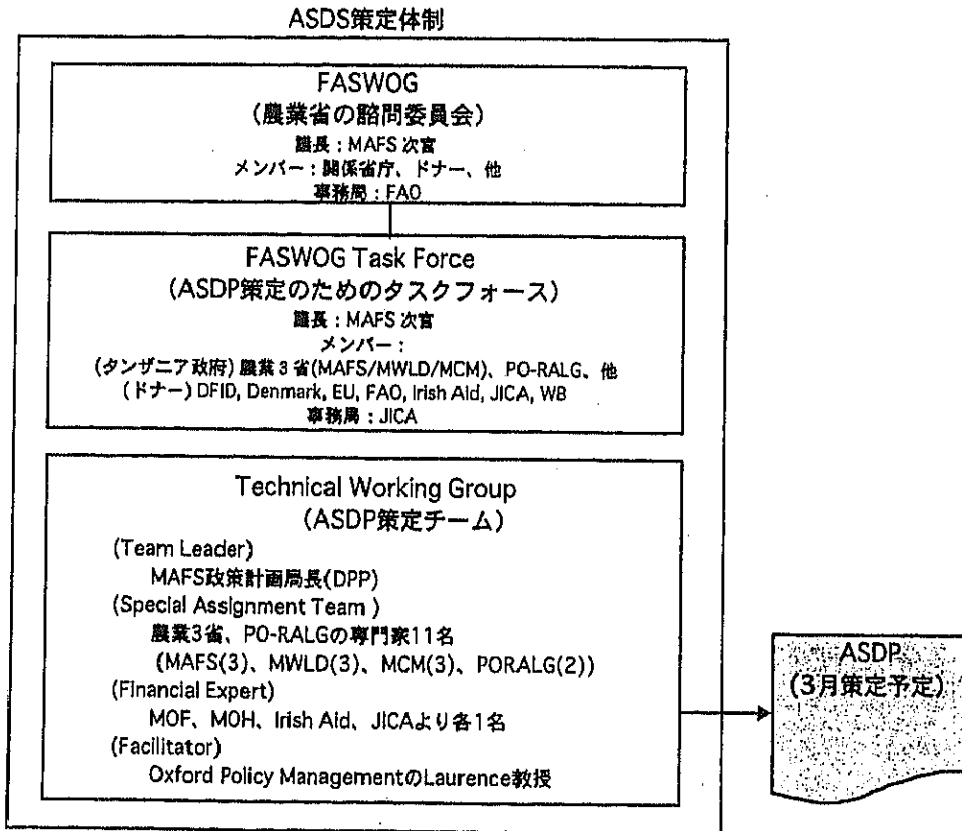 ASDS策定体制
FASWOG
(農業省の諮問委員会)
議長：MAFS 次官
メンバー：関係省庁、ドナー、他
事務局：FAO
FASWOG Task Force
(ASDP策定のためのタスクフォース)
議長：MAFS 次官
メンバー：
(タンザニア政府) 農業３省(MAFS/MWLD/MCM)、PO-RALG、他
(ドナー) DFID, Denmark, EU, FAO, Irish Aid, JICA, WB
事務局：JICA
Technical Working Group
(ASDP策定チーム)
(Team Leader)
MAFS政策計画局長(DPP)
(Special Assignment Team )
農業3省、PO-RALGの専門家11名
(MAFS(3)、MWLD(3)、MCM(3)、PORALG(2))
(Financial Expert)
MOF、MOH、Irish Aid、JICAより各1名
(Facilitator)
Oxford Policy ManagementのLaurence教授
ASDP
(3月策定予定)